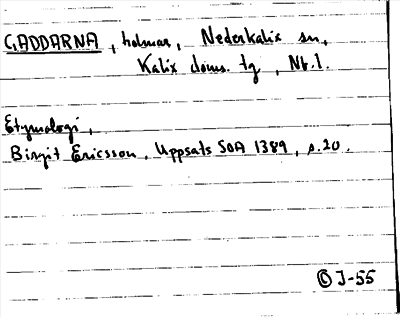 GADDARNA, holmar, Nederkalix sn,
Kalix doms. tg, Nb.l.
Etymologi,
Birgit Ericsson, Uppsats SOA 1389, s.20.
© J-55